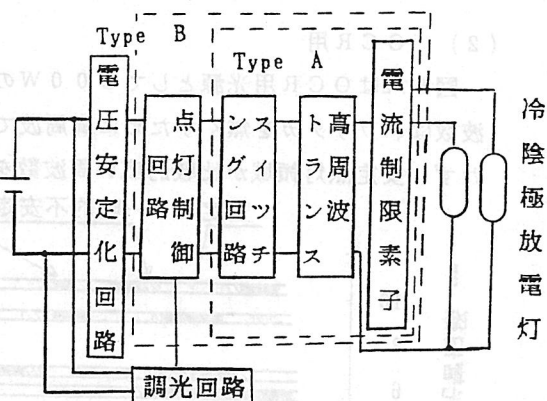 Type B
Type A
電圧安定化回路
点灯制御回路
スイッチング回路
高周波トランス
電流制限素子
冷陰極放電灯
調光回路